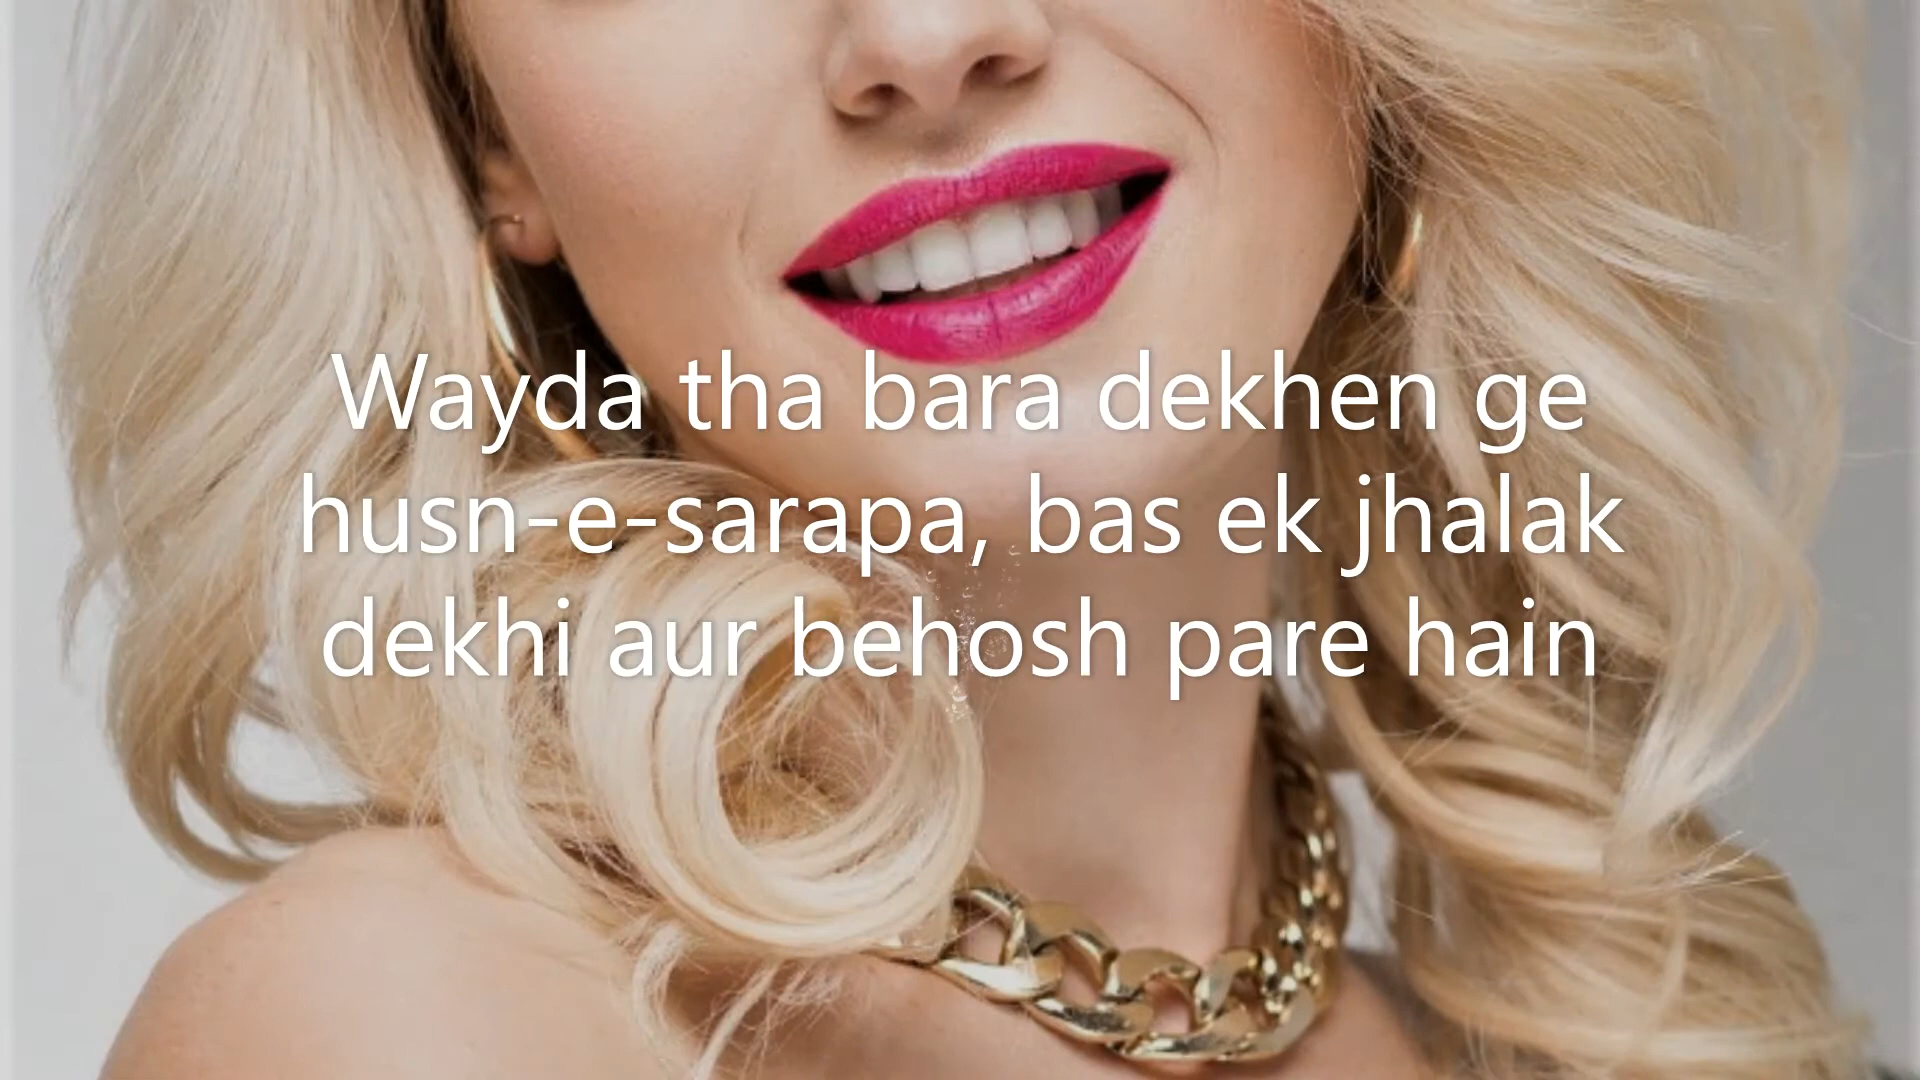 Wayda tha bara dekhen ge
husn-e-sarapa, bas ek jhalak
dekhi aur behosh pare hain